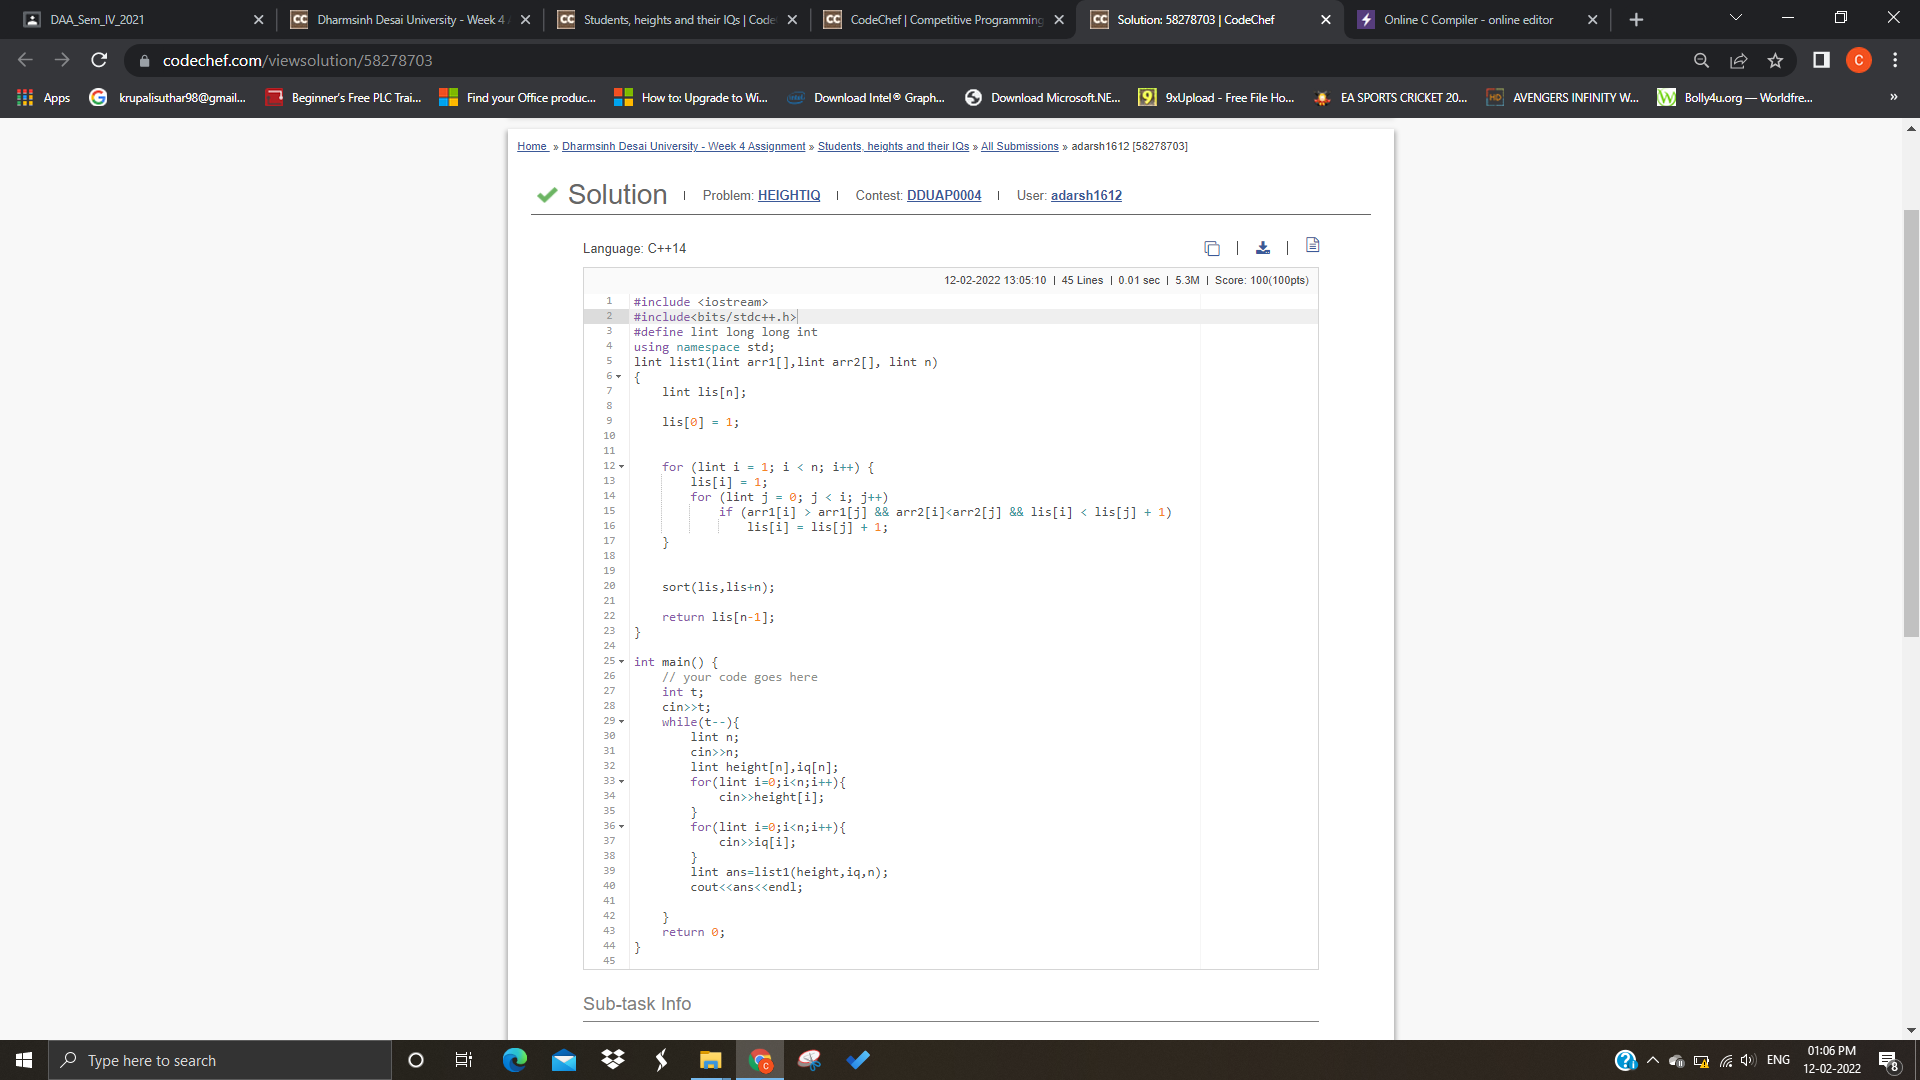 DAA_Sem_IV_2021
Dharmsinh Desai University - Week 4
Students, heights and their IQs | Code
CodeChef | Competitive Programming
Solution: 58278703 | CodeChef
Online C Compiler - online editor
codechef.com/viewsolution/58278703
C
Apps
krupalisuthar98@gmail...
Beginner's Free PLC Trai...
Find your Office produc...
How to: Upgrade to Wi...
Download Intel® Graph...
Download Microsoft.NE...
9xUpload - Free File Ho...
EA SPORTS CRICKET 20...
AVENGERS INFINITY W...
Bolly4u.org — Worldfre...
»
Home » Dharmsinh Desai University - Week 4 Assignment » Students, heights and their IQs » All Submissions » adarsh1612 [58278703]
Solution | Problem: HEIGHTIQ | Contest: DDUAP0004 | User: adarsh1612
Language: C++14
12-02-2022 13:05:10 | 45 Lines | 0.01 sec | 5.3M | Score: 100(100pts)
1 #include <iostream>
2 #include<bits/stdc++.h>
3 #define lint long long int
4 using namespace std;
5 lint list1(lint arr1[],lint arr2[], lint n)
6 {
7 lint lis[n];
8
9 lis[0] = 1;
10
11
12 for (lint i = 1; i < n; i++) {
13 lis[i] = 1;
14 for (lint j = 0; j < i; j++)
15 if (arr1[i] > arr1[j] && arr2[i]<arr2[j] && lis[i] < lis[j] + 1)
16 lis[i] = lis[j] + 1;
17 }
18
19
20 sort(lis,lis+n);
21
22 return lis[n-1];
23 }
24
25 int main() {
26 // your code goes here
27 int t;
28 cin>>t;
29 while(t--){
30 lint n;
31 cin>>n;
32 lint height[n],iq[n];
33 for(lint i=0;i<n;i++){
34 cin>>height[i];
35 }
36 for(lint i=0;i<n;i++){
37 cin>>iq[i];
38 }
39 lint ans=list1(height,iq,n);
40 cout<<ans<<endl;
41
42 }
43 return 0;
44 }
45
Sub-task Info
Type here to search
ENG
01:06 PM
12-02-2022
8